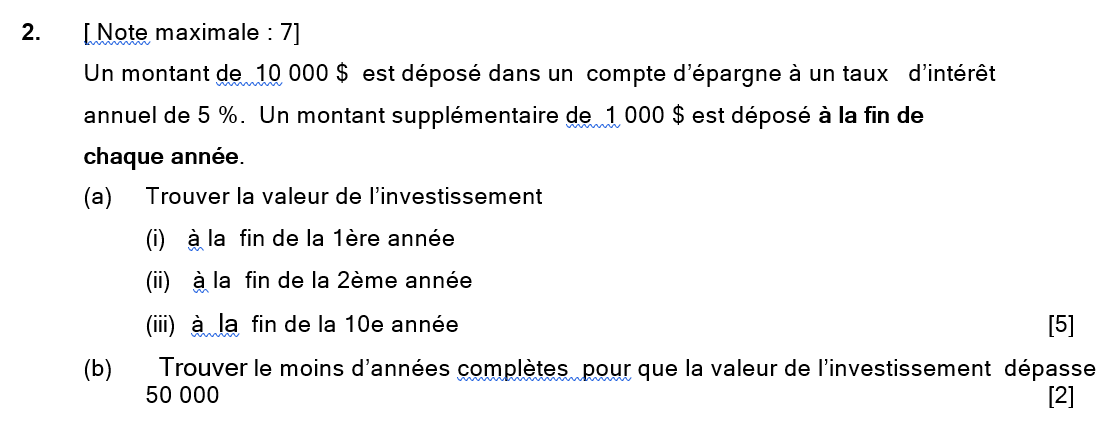 2. [ Note maximale : 7]
Un montant de 10 000 $ est déposé dans un compte d’épargne à un taux d’intérêt
annuel de 5 %. Un montant supplémentaire de 1 000 $ est déposé à la fin de
chaque année.
(a) Trouver la valeur de l’investissement
(i) à la fin de la 1ère année
(ii) à la fin de la 2ème année
(iii) à la fin de la 10e année [5]
(b) Trouver le moins d’années complètes pour que la valeur de l’investissement dépasse
50 000 [2]